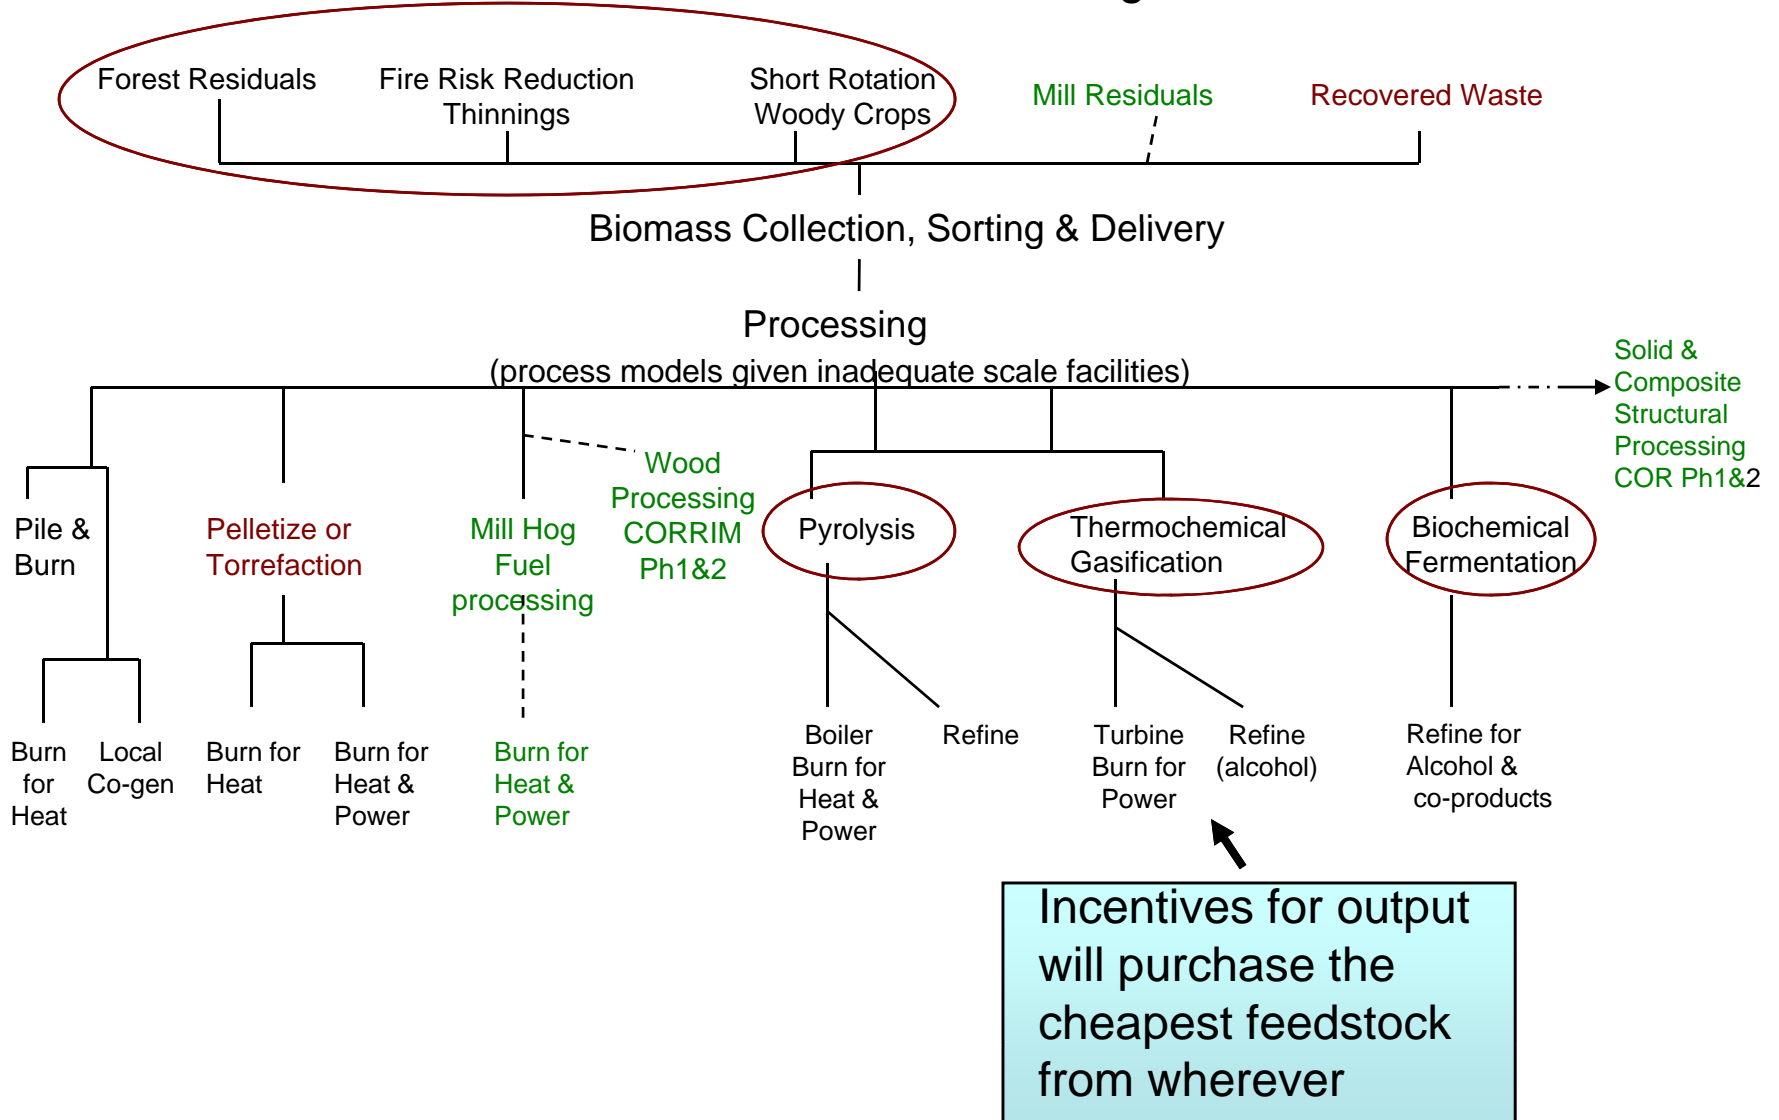 Forest Residuals
Fire Risk Reduction
Thinnings
Short Rotation
Woody Crops
Mill Residuals
Recovered Waste
Biomass Collection, Sorting & Delivery
Processing
(process models given inadequate scale facilities)
Solid &
Composite
Structural
Processing
COR Ph1&2
Wood
Processing
CORRIM
Ph1&2
Pile &
Burn
Pelletize or
Torrefaction
Mill Hog
Fuel
processing
Pyrolysis
Thermochemical
Gasification
Biochemical
Fermentation
Burn
for
Heat
Local
Co-gen
Burn for
Heat
Burn for
Heat &
Power
Burn for
Heat &
Power
Boiler
Burn for
Heat &
Power
Refine
Turbine
Burn for
Power
Refine
(alcohol)
Refine for
Alcohol &
co-products
Incentives for output
will purchase the
cheapest feedstock
from wherever